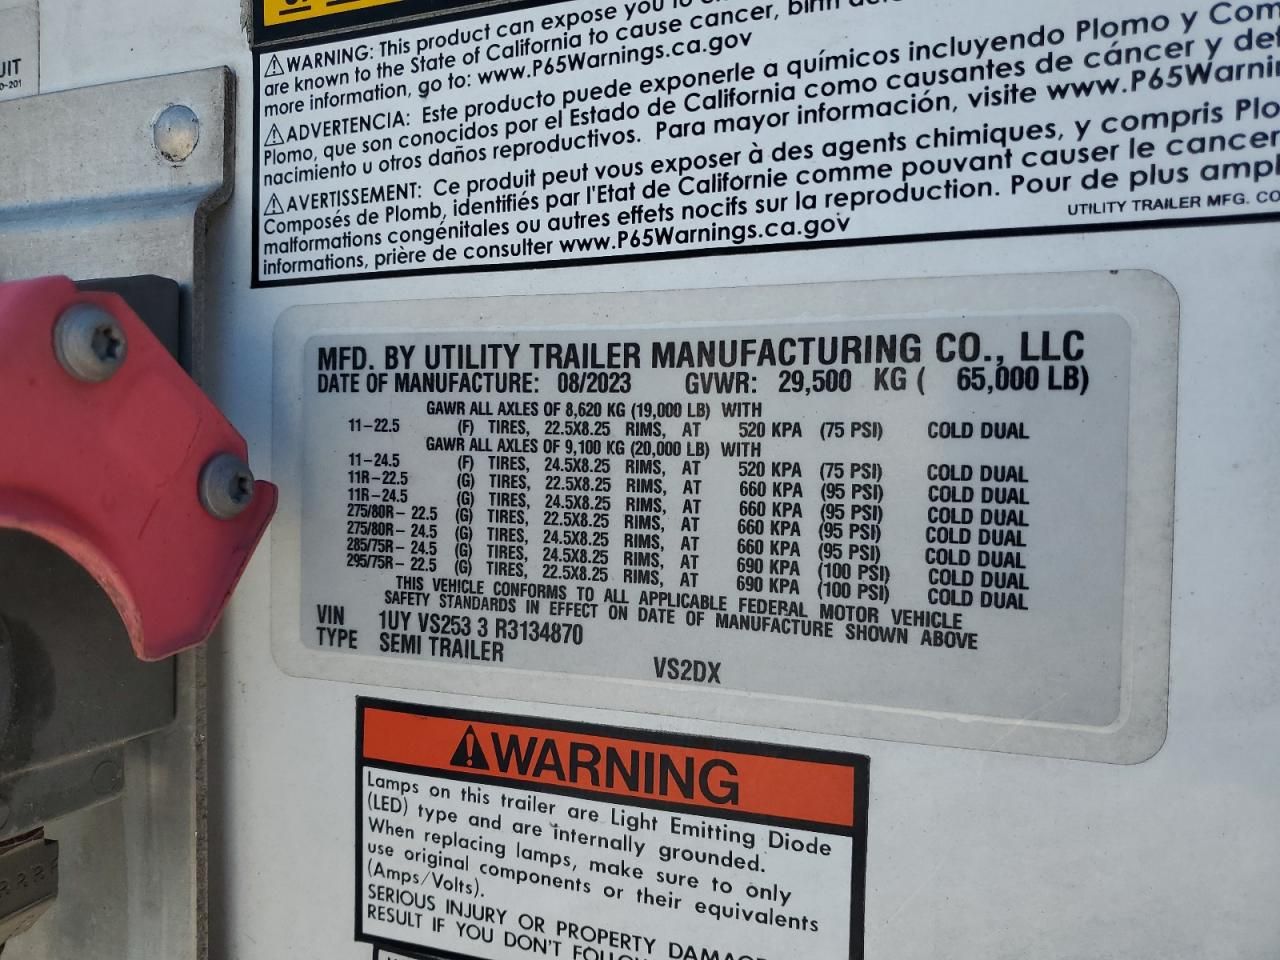 UIT
0-201
⚠WARNING: This product can expose you to
are known to the State of California to cause cancer,
more information, go to: www.P65Warnings.ca.gov
⚠ADVERTENCIA: Este producto puede exponerle a químicos incluyendo Plomo y Com
Plomo, que son conocidos por el Estado de California como causantes de cáncer y def
nacimiento u otros daños reproductivos. Para mayor información, visite www.P65Warni
⚠AVERTISSEMENT: Ce produit peut vous exposer à des agents chimiques, y compris Plo
Composés de Plomb, identifiés par l'Etat de Californie comme pouvant causer le cancer
malformations congénitales ou autres effets nocifs sur la reproduction. Pour de plus ampl
informations, prière de consulter www.P65Warnings.ca.gov
UTILITY TRAILER MFG. CO
MFD. BY UTILITY TRAILER MANUFACTURING CO., LLC
DATE OF MANUFACTURE: 08/2023 GVWR: 29,500 KG ( 65,000 LB)
GAWR ALL AXLES OF 8,620 KG (19,000 LB) WITH
11-22.5 (F) TIRES, 22.5X8.25 RIMS, AT 520 KPA (75 PSI) COLD DUAL
GAWR ALL AXLES OF 9,100 KG (20,000 LB) WITH
11-24.5 (F) TIRES, 24.5X8.25 RIMS, AT 520 KPA (75 PSI) COLD DUAL
11R-22.5 (G) TIRES, 22.5X8.25 RIMS, AT 660 KPA (95 PSI) COLD DUAL
11R-24.5 (G) TIRES, 24.5X8.25 RIMS, AT 660 KPA (95 PSI) COLD DUAL
275/80R- 22.5 (G) TIRES, 22.5X8.25 RIMS, AT 660 KPA (95 PSI) COLD DUAL
275/80R- 24.5 (G) TIRES, 24.5X8.25 RIMS, AT 660 KPA (95 PSI) COLD DUAL
285/75R- 24.5 (G) TIRES, 24.5X8.25 RIMS, AT 690 KPA (100 PSI) COLD DUAL
295/75R- 22.5 (G) TIRES, 22.5X8.25 RIMS, AT 690 KPA (100 PSI) COLD DUAL
THIS VEHICLE CONFORMS TO ALL APPLICABLE FEDERAL MOTOR VEHICLE
SAFETY STANDARDS IN EFFECT ON DATE OF MANUFACTURE SHOWN ABOVE
VIN 1UY VS253 3 R3134870
TYPE SEMI TRAILER VS2DX
⚠WARNING
Lamps on this trailer are Light Emitting Diode
(LED) type and are internally grounded.
When replacing lamps, make sure to only
use original components or their equivalents
(Amps/Volts).
SERIOUS INJURY OR PROPERTY DAMAGE
RESULT IF YOU DON'T FOLLOW